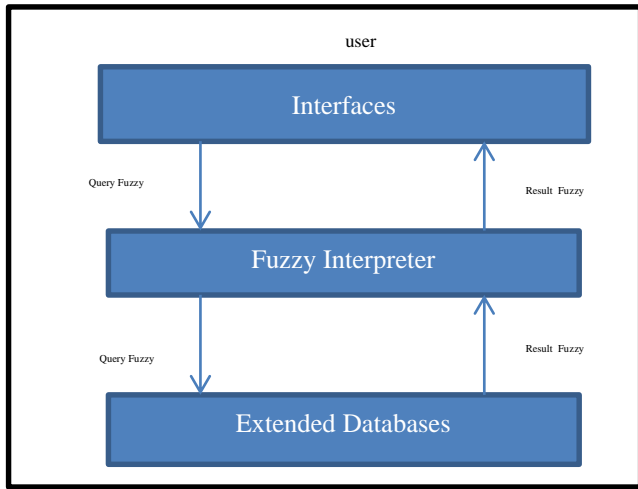 user
Interfaces
Query Fuzzy
Result Fuzzy
Fuzzy Interpreter
Query Fuzzy
Result Fuzzy
Extended Databases